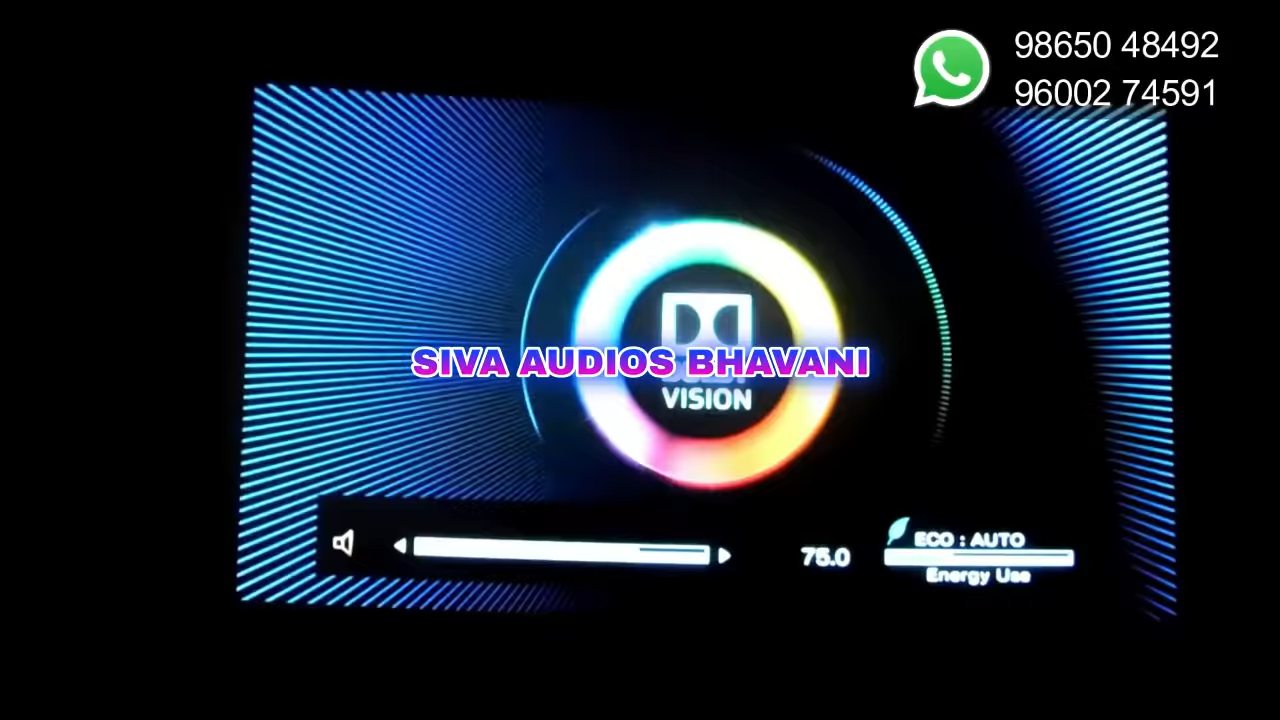 98650 48492
96002 74591
SIVA AUDIOS BHAVANI
VISION
75.0
ECO : AUTO
Energy Use